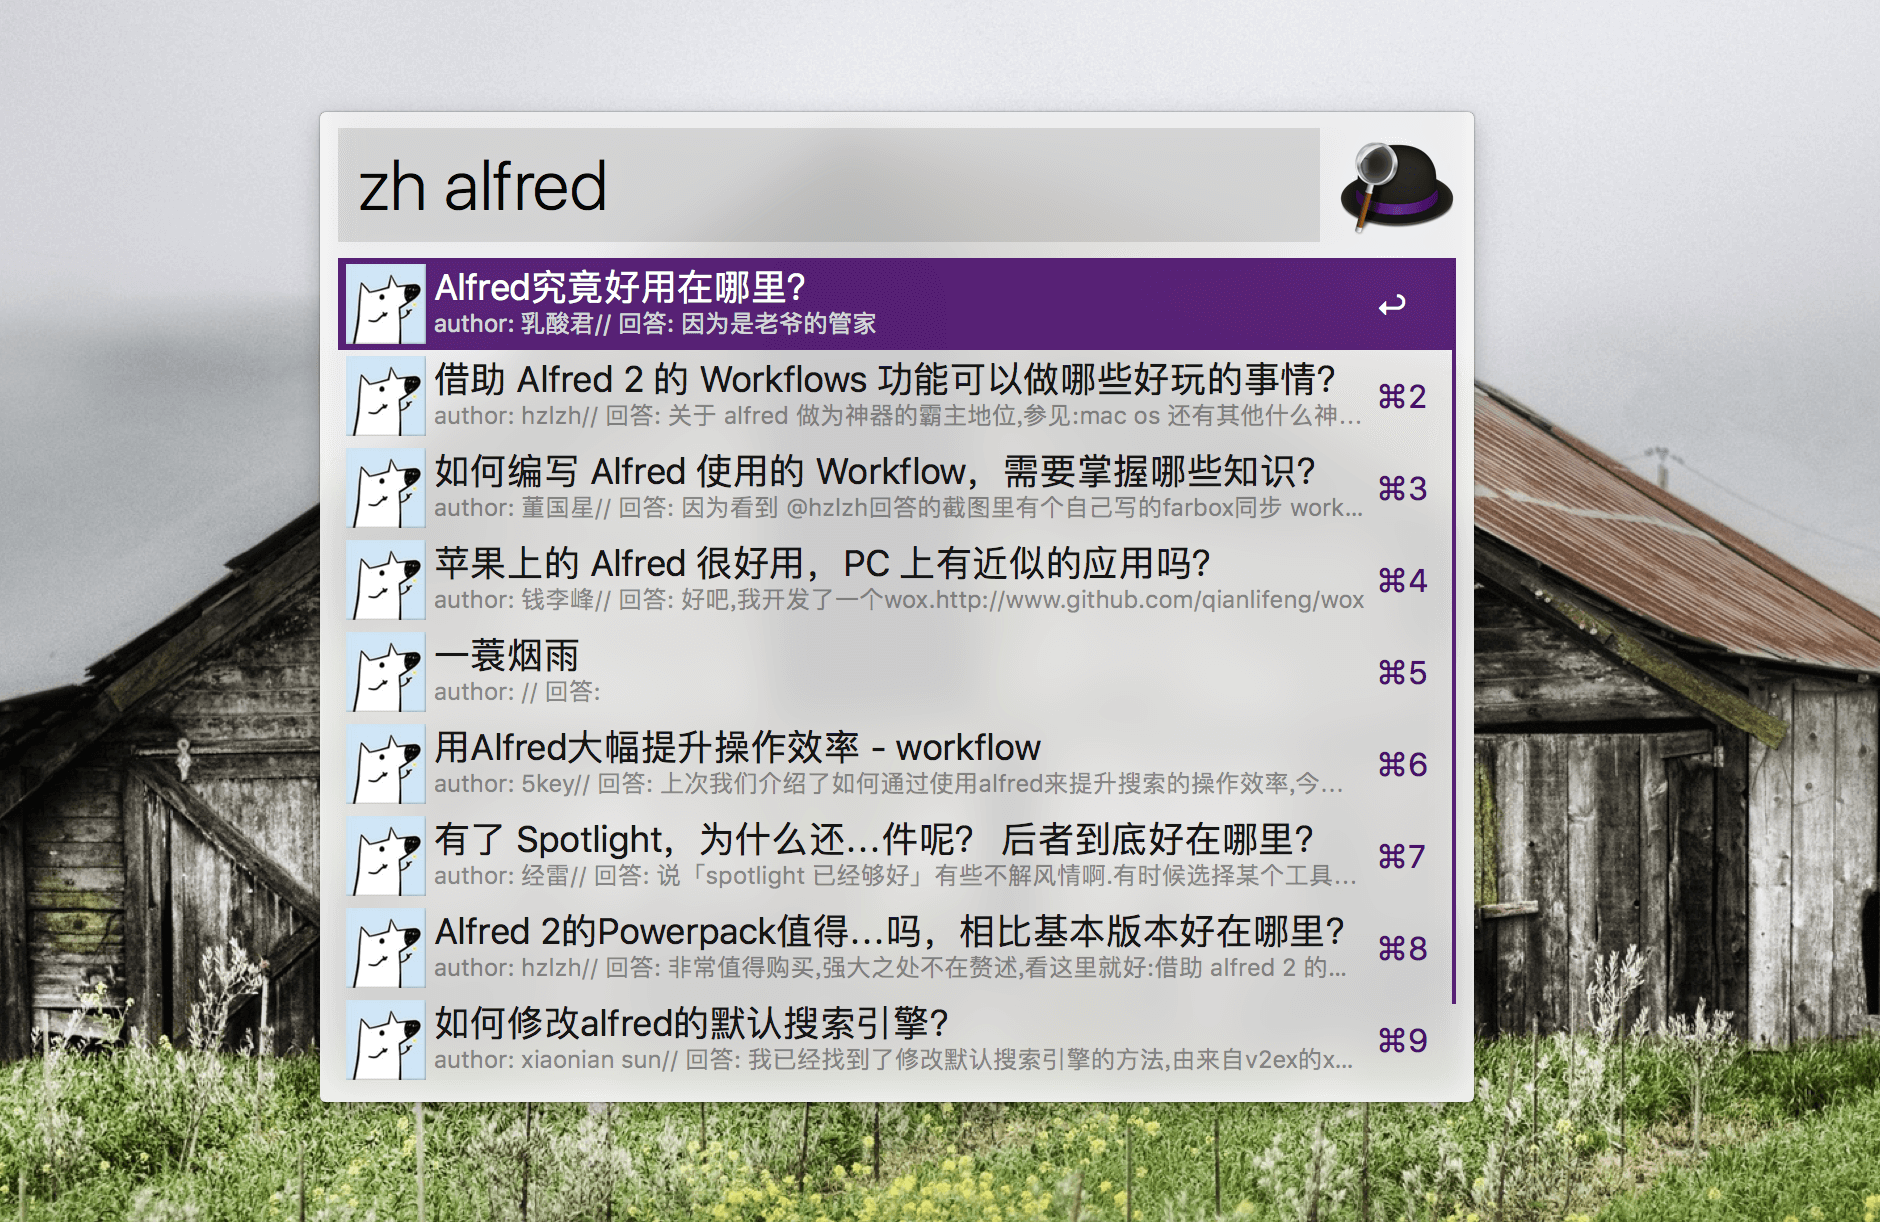 zh alfred
Alfred究竟好用在哪里?
author: 乳酸君// 回答: 因为是老爷的管家
借助 Alfred 2 的 Workflows 功能可以做哪些好玩的事情?
author: hzlzh// 回答: 关于 alfred 做为神器的霸主地位,参见:mac os 还有其他什么神...
⌘2
如何编写 Alfred 使用的 Workflow，需要掌握哪些知识?
author: 董国星// 回答: 因为看到 @hzlzh回答的截图里有个自己写的farbox同步 work...
⌘3
苹果上的 Alfred 很好用，PC 上有近似的应用吗?
author: 钱李峰// 回答: 好吧,我开发了一个wox.http://www.github.com/qianlifeng/wox
⌘4
一蓑烟雨
author: // 回答:
⌘5
用Alfred大幅提升操作效率 - workflow
author: 5key// 回答: 上次我们介绍了如何通过使用alfred来提升搜索的操作效率,今...
⌘6
有了 Spotlight，为什么还...件呢？ 后者到底好在哪里?
author: 经雷// 回答: 说「spotlight 已经够好」有些不解风情啊.有时候选择某个工具...
⌘7
Alfred 2的Powerpack值得...吗，相比基本版本好在哪里?
author: hzlzh// 回答: 非常值得购买,强大之处不在赘述,看这里就好:借助 alfred 2 的...
⌘8
如何修改alfred的默认搜索引擎?
author: xiaonian sun// 回答: 我已经找到了修改默认搜索引擎的方法,由来自v2ex的x...
⌘9